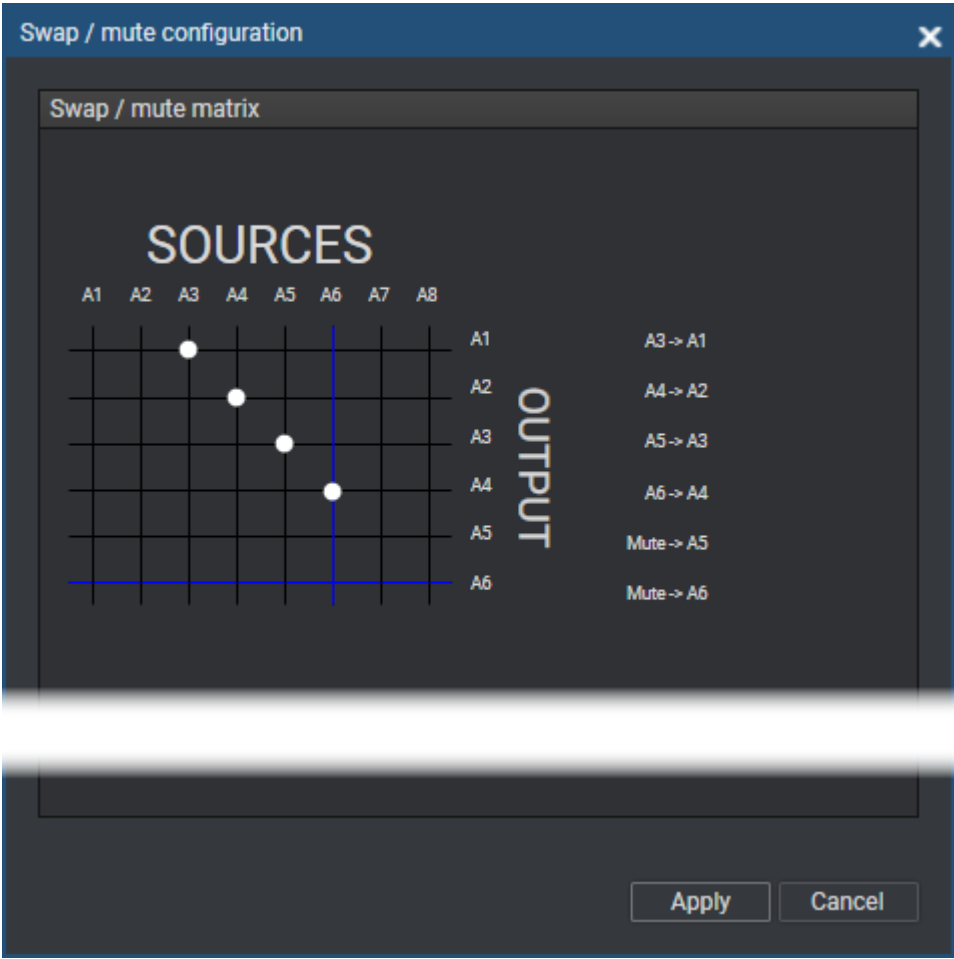 Swap / mute configuration
Swap / mute matrix
SOURCES
A1 A2 A3 A4 A5 A6 A7 A8
A1
A2
A3
A4
A5
A6
OUTPUT
A3 -> A1
A4 -> A2
A5 -> A3
A6 -> A4
Mute -> A5
Mute -> A6
Apply
Cancel